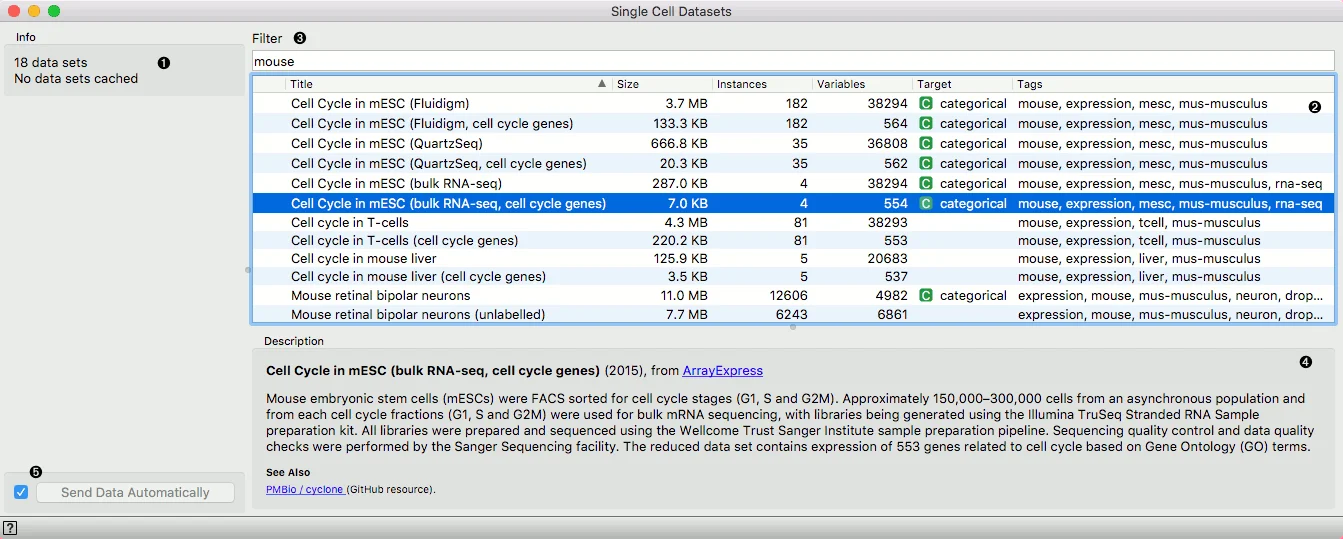 Single Cell Datasets
Info
18 data sets ❶
No data sets cached
Filter ❸
mouse
Title Size Instances Variables Target Tags
Cell Cycle in mESC (Fluidigm) 3.7 MB 182 38294 C categorical mouse, expression, mesc, mus-musculus ❷
Cell Cycle in mESC (Fluidigm, cell cycle genes) 133.3 KB 182 564 C categorical mouse, expression, mesc, mus-musculus
Cell Cycle in mESC (QuartzSeq) 666.8 KB 35 36808 C categorical mouse, expression, mesc, mus-musculus
Cell Cycle in mESC (QuartzSeq, cell cycle genes) 20.3 KB 35 562 C categorical mouse, expression, mesc, mus-musculus
Cell Cycle in mESC (bulk RNA-seq) 287.0 KB 4 38294 C categorical mouse, expression, mesc, mus-musculus, rna-seq
Cell Cycle in mESC (bulk RNA-seq, cell cycle genes) 7.0 KB 4 554 C categorical mouse, expression, mesc, mus-musculus, rna-seq
Cell cycle in T-cells 4.3 MB 81 38293 mouse, expression, tcell, mus-musculus
Cell cycle in T-cells (cell cycle genes) 220.2 KB 81 553 mouse, expression, tcell, mus-musculus
Cell cycle in mouse liver 125.9 KB 5 20683 mouse, expression, liver, mus-musculus
Cell cycle in mouse liver (cell cycle genes) 3.5 KB 5 537 mouse, expression, liver, mus-musculus
Mouse retinal bipolar neurons 11.0 MB 12606 4982 C categorical expression, mouse, mus-musculus, neuron, drop...
Mouse retinal bipolar neurons (unlabelled) 7.7 MB 6243 6861 expression, mouse, mus-musculus, neuron, drop...
Description
❹
Cell Cycle in mESC (bulk RNA-seq, cell cycle genes) (2015), from ArrayExpress
Mouse embryonic stem cells (mESCs) were FACS sorted for cell cycle stages (G1, S and G2M). Approximately 150,000–300,000 cells from an asynchronous population and
from each cell cycle fractions (G1, S and G2M) were used for bulk mRNA sequencing, with libraries being generated using the Illumina TruSeq Stranded RNA Sample
preparation kit. All libraries were prepared and sequenced using the Wellcome Trust Sanger Institute sample preparation pipeline. Sequencing quality control and data quality
checks were performed by the Sanger Sequencing facility. The reduced data set contains expression of 553 genes related to cell cycle based on Gene Ontology (GO) terms.
See Also
PMBio / cyclone (GitHub resource).
❺
Send Data Automatically
?